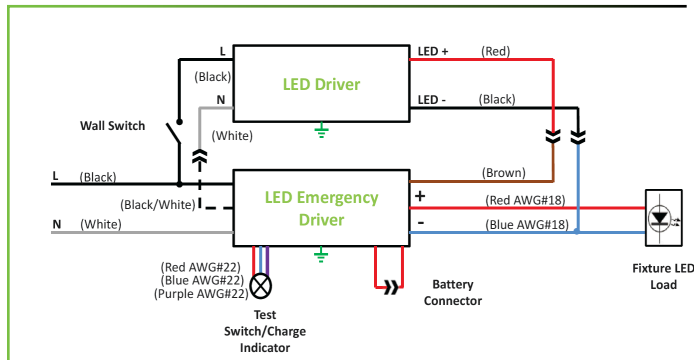 L
LED +
(Red)
(Black)
LED Driver
N
LED -
(Black)
Wall Switch
(White)
L
(Black)
(Brown)
LED Emergency
Driver
+
(Black/White)
(Red AWG#18)
N
(White)
-
(Blue AWG#18)
(Red AWG#22)
(Blue AWG#22)
(Purple AWG#22)
Battery
Connector
Fixture LED
Load
Test
Switch/Charge
Indicator